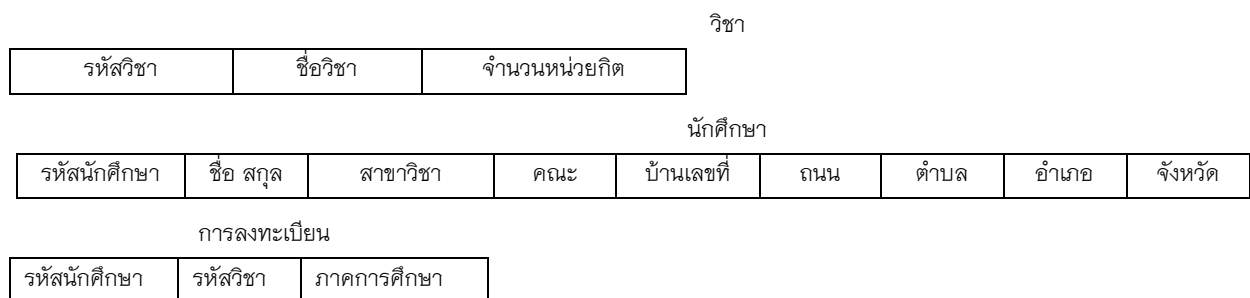 วิชา
รหัสวิชา ชื่อวิชา จำนวนหน่วยกิต
นักศึกษา
รหัสนักศึกษา ชื่อ สกุล สาขาวิชา คณะ บ้านเลขที่ ถนน ตำบล อำเภอ จังหวัด
การลงทะเบียน
รหัสนักศึกษา รหัสวิชา ภาคการศึกษา